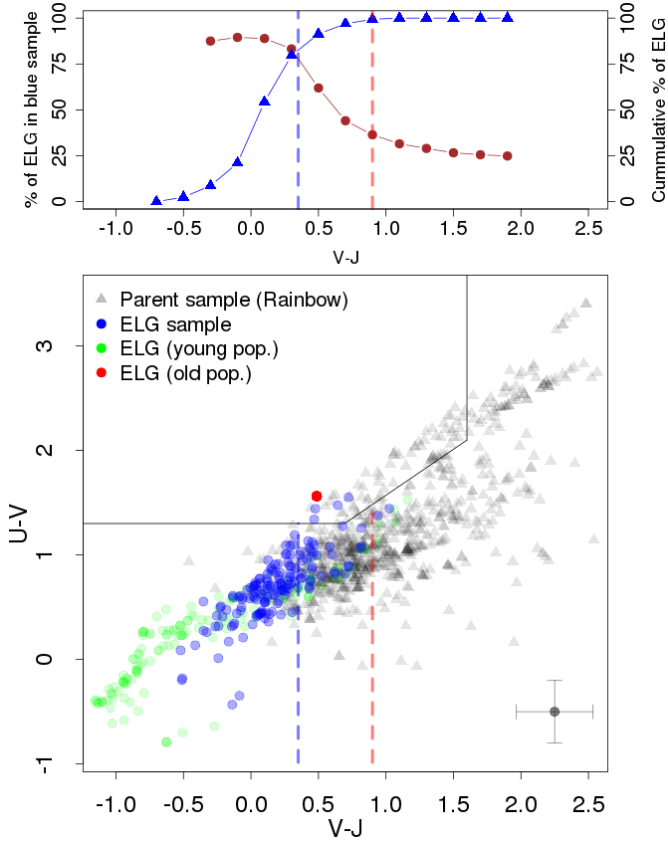 % of ELG in blue sample
0 25 50 75 100
0 25 50 75 100
Cummulative % of ELG
-1.0 -0.5 0.0 0.5 1.0 1.5 2.0 2.5
V-J
Parent sample (Rainbow)
ELG sample
ELG (young pop.)
ELG (old pop.)
U-V
3
2
1
0
-1
-1.0 -0.5 0.0 0.5 1.0 1.5 2.0 2.5
V-J